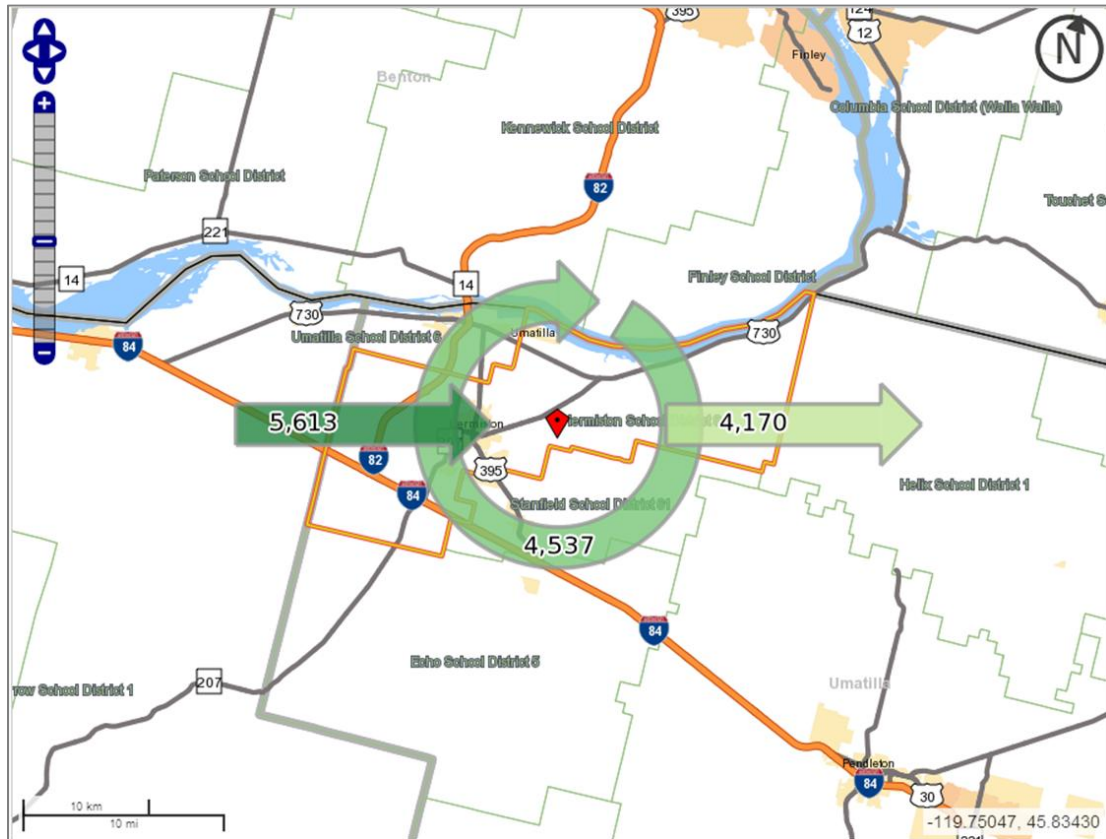 395
124
12
N
Finley
Benton
Columbia School District (Walla Walla)
Kennewick School District
Paterson School District
82
Touchet S
221
14
14
Finley School District
730
730
Umatilla
Umatilla School District 6
84
5,613
4,170
395
82
84
Helix School District 1
Stanfield School District 61
4,537
84
Echo School District 5
row School District 1
207
Umatilla
Pendleton
84
30
10 km
10 mi
-119.75047, 45.83430